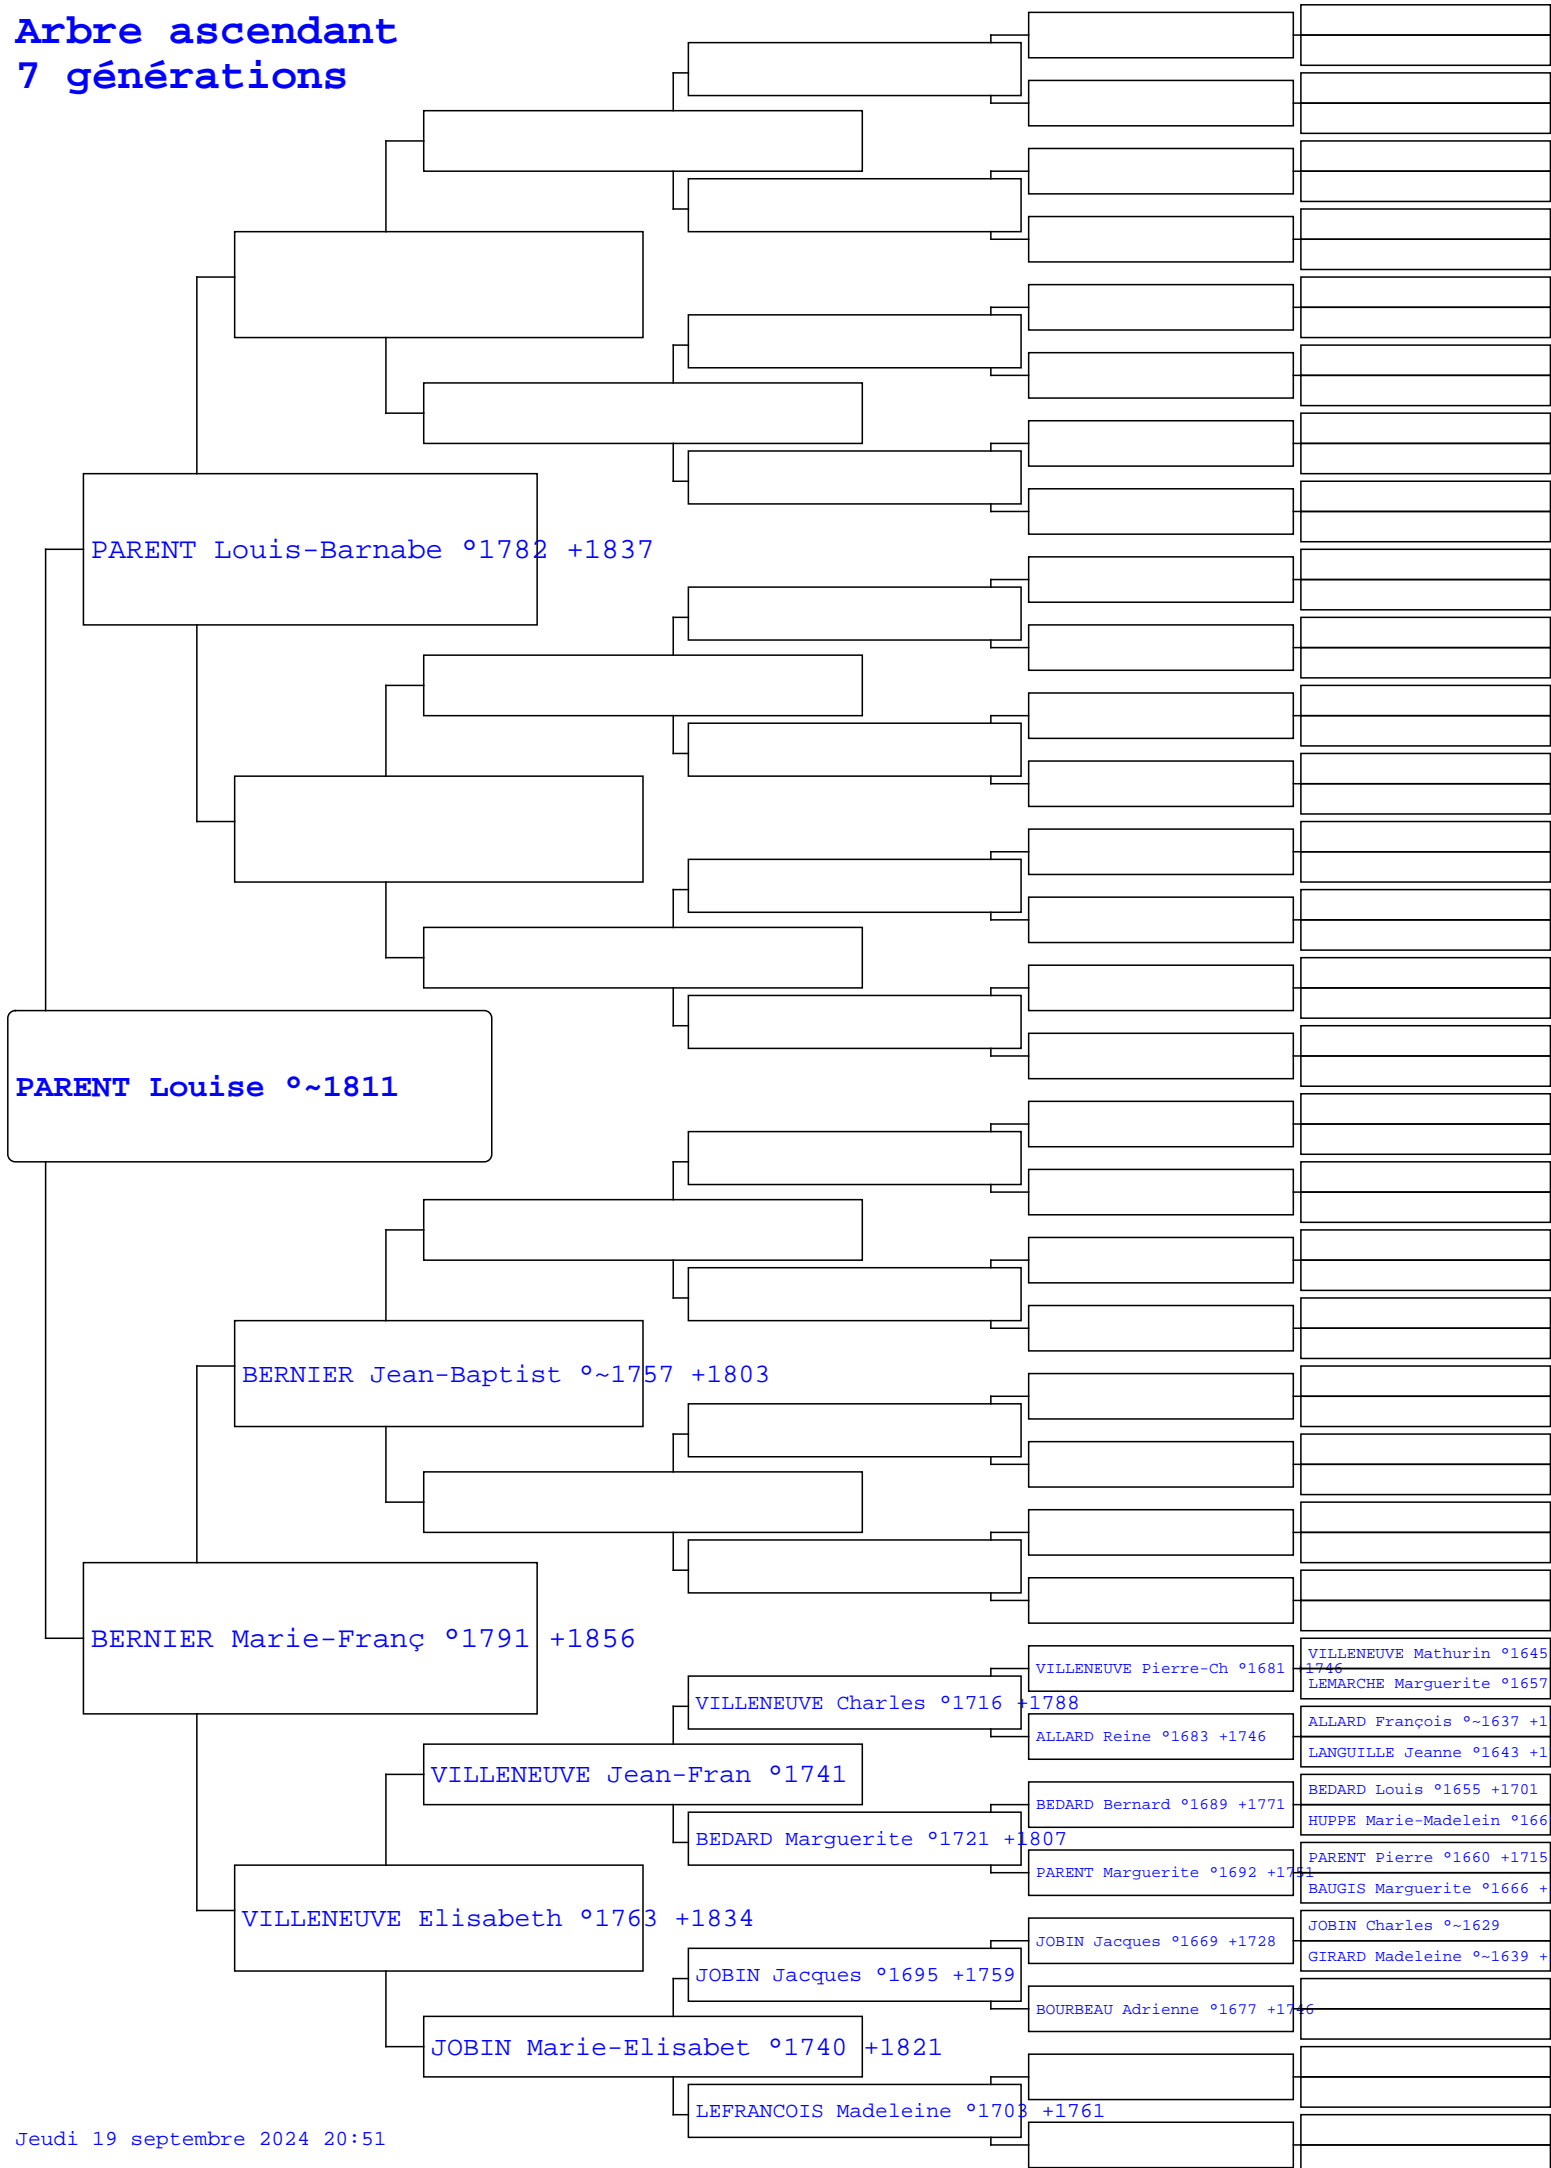 Arbre ascendant
7 générations
PARENT Louis-Barnabe °1782 +1837
PARENT Louise °~1811
BERNIER Jean-Baptist °~1757 +1803
BERNIER Marie-Franç °1791 +1856
VILLENEUVE Mathurin °1645
VILLENEUVE Pierre-Ch °1681 +1746
LEMARCHE Marguerite °1657
VILLENEUVE Charles °1716 +1788
ALLARD François °~1637 +1
ALLARD Reine °1683 +1746
LANGUILLE Jeanne °1643 +1
VILLENEUVE Jean-Fran °1741
BEDARD Louis °1655 +1701
BEDARD Bernard °1689 +1771
HUPPE Marie-Madelein °166
BEDARD Marguerite °1721 +1807
PARENT Pierre °1660 +1715
PARENT Marguerite °1692 +1751
BAUGIS Marguerite °1666 +
VILLENEUVE Elisabeth °1763 +1834
JOBIN Charles °~1629
JOBIN Jacques °1669 +1728
GIRARD Madeleine °~1639 +
JOBIN Jacques °1695 +1759
BOURBEAU Adrienne °1677 +1746
JOBIN Marie-Elisabet °1740 +1821
LEFRANCOIS Madeleine °1703 +1761
Jeudi 19 septembre 2024 20:51